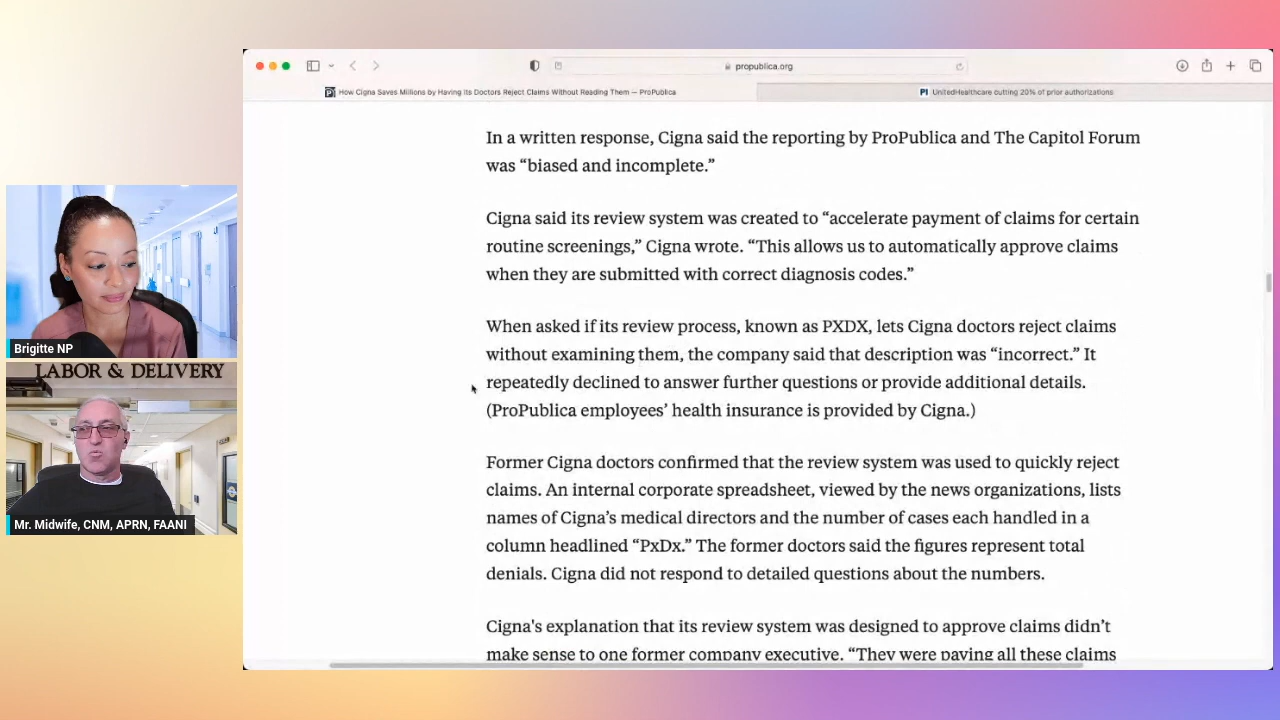 propublica.org
How Cigna Saves Millions by Having Its Doctors Reject Claims Without Reading Them — ProPublica
PI UnitedHealthcare cutting 20% of prior authorizations
In a written response, Cigna said the reporting by ProPublica and The Capitol Forum
was “biased and incomplete.”
Cigna said its review system was created to “accelerate payment of claims for certain
routine screenings,” Cigna wrote. “This allows us to automatically approve claims
when they are submitted with correct diagnosis codes.”
When asked if its review process, known as PXDX, lets Cigna doctors reject claims
without examining them, the company said that description was “incorrect.” It
repeatedly declined to answer further questions or provide additional details.
(ProPublica employees’ health insurance is provided by Cigna.)
Former Cigna doctors confirmed that the review system was used to quickly reject
claims. An internal corporate spreadsheet, viewed by the news organizations, lists
names of Cigna’s medical directors and the number of cases each handled in a
column headlined “PxDx.” The former doctors said the figures represent total
denials. Cigna did not respond to detailed questions about the numbers.
Cigna's explanation that its review system was designed to approve claims didn’t
make sense to one former company executive. “They were paying all these claims
Brigitte NP
LABOR & DELIVERY
Mr. Midwife, CNM, APRN, FAANI